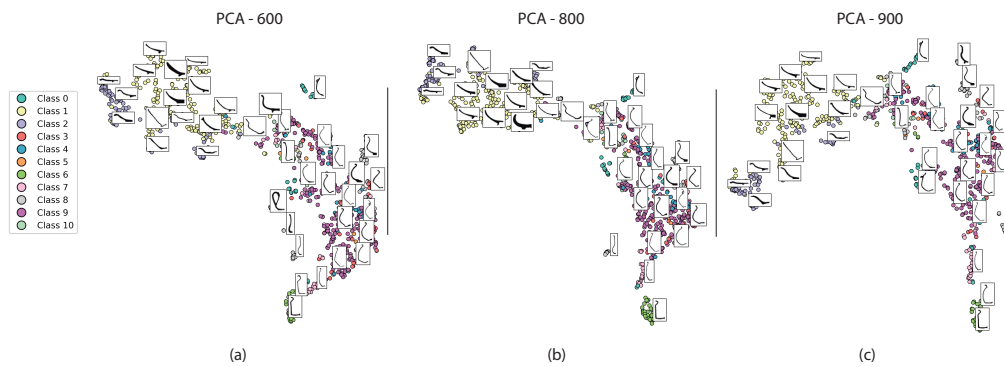 PCA - 600
PCA - 800
PCA - 900
Class 0
Class 1
Class 2
Class 3
Class 4
Class 5
Class 6
Class 7
Class 8
Class 9
Class 10
(a)
(b)
(c)